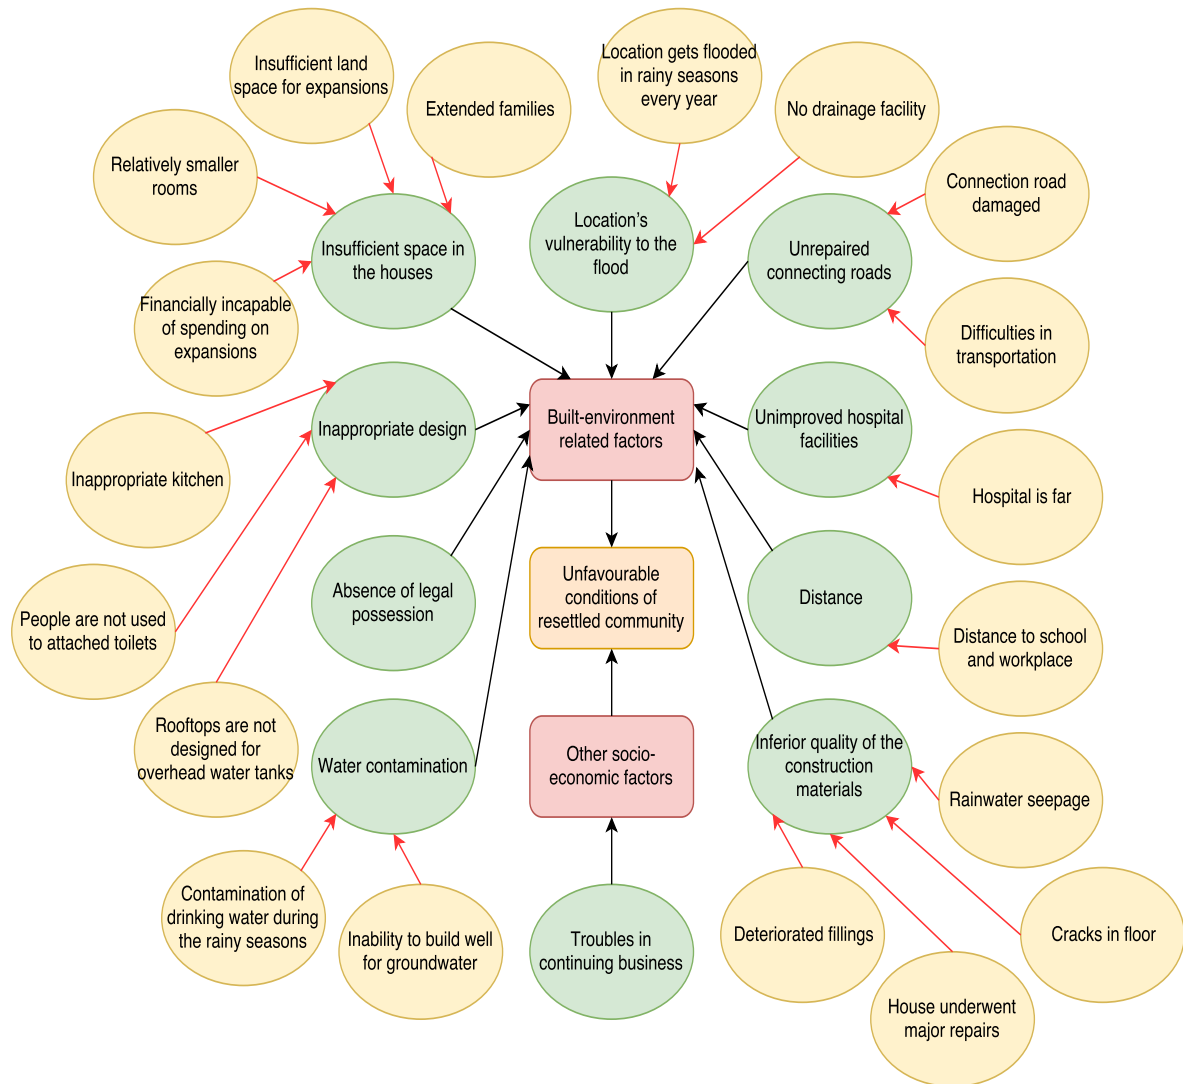 Insufficient land
space for expansions
Extended families
Location gets flooded
in rainy seasons
every year
No drainage facility
Relatively smaller
rooms
Connection road
damaged
Insufficient space in
the houses
Location's
vulnerability to the
flood
Unrepaired
connecting roads
Financially incapable
of spending on
expansions
Difficulties in
transportation
Inappropriate design
Built-environment
related factors
Unimproved hospital
facilities
Inappropriate kitchen
Hospital is far
Absence of legal
possession
Unfavourable
conditions of
resettled community
Distance
People are not used
to attached toilets
Distance to school
and workplace
Rooftops are not
designed for
overhead water tanks
Water contamination
Other socio-
economic factors
Inferior quality of the
construction
materials
Rainwater seepage
Contamination of
drinking water during
the rainy seasons
Inability to build well
for groundwater
Troubles in
continuing business
Deteriorated fillings
Cracks in floor
House underwent
major repairs